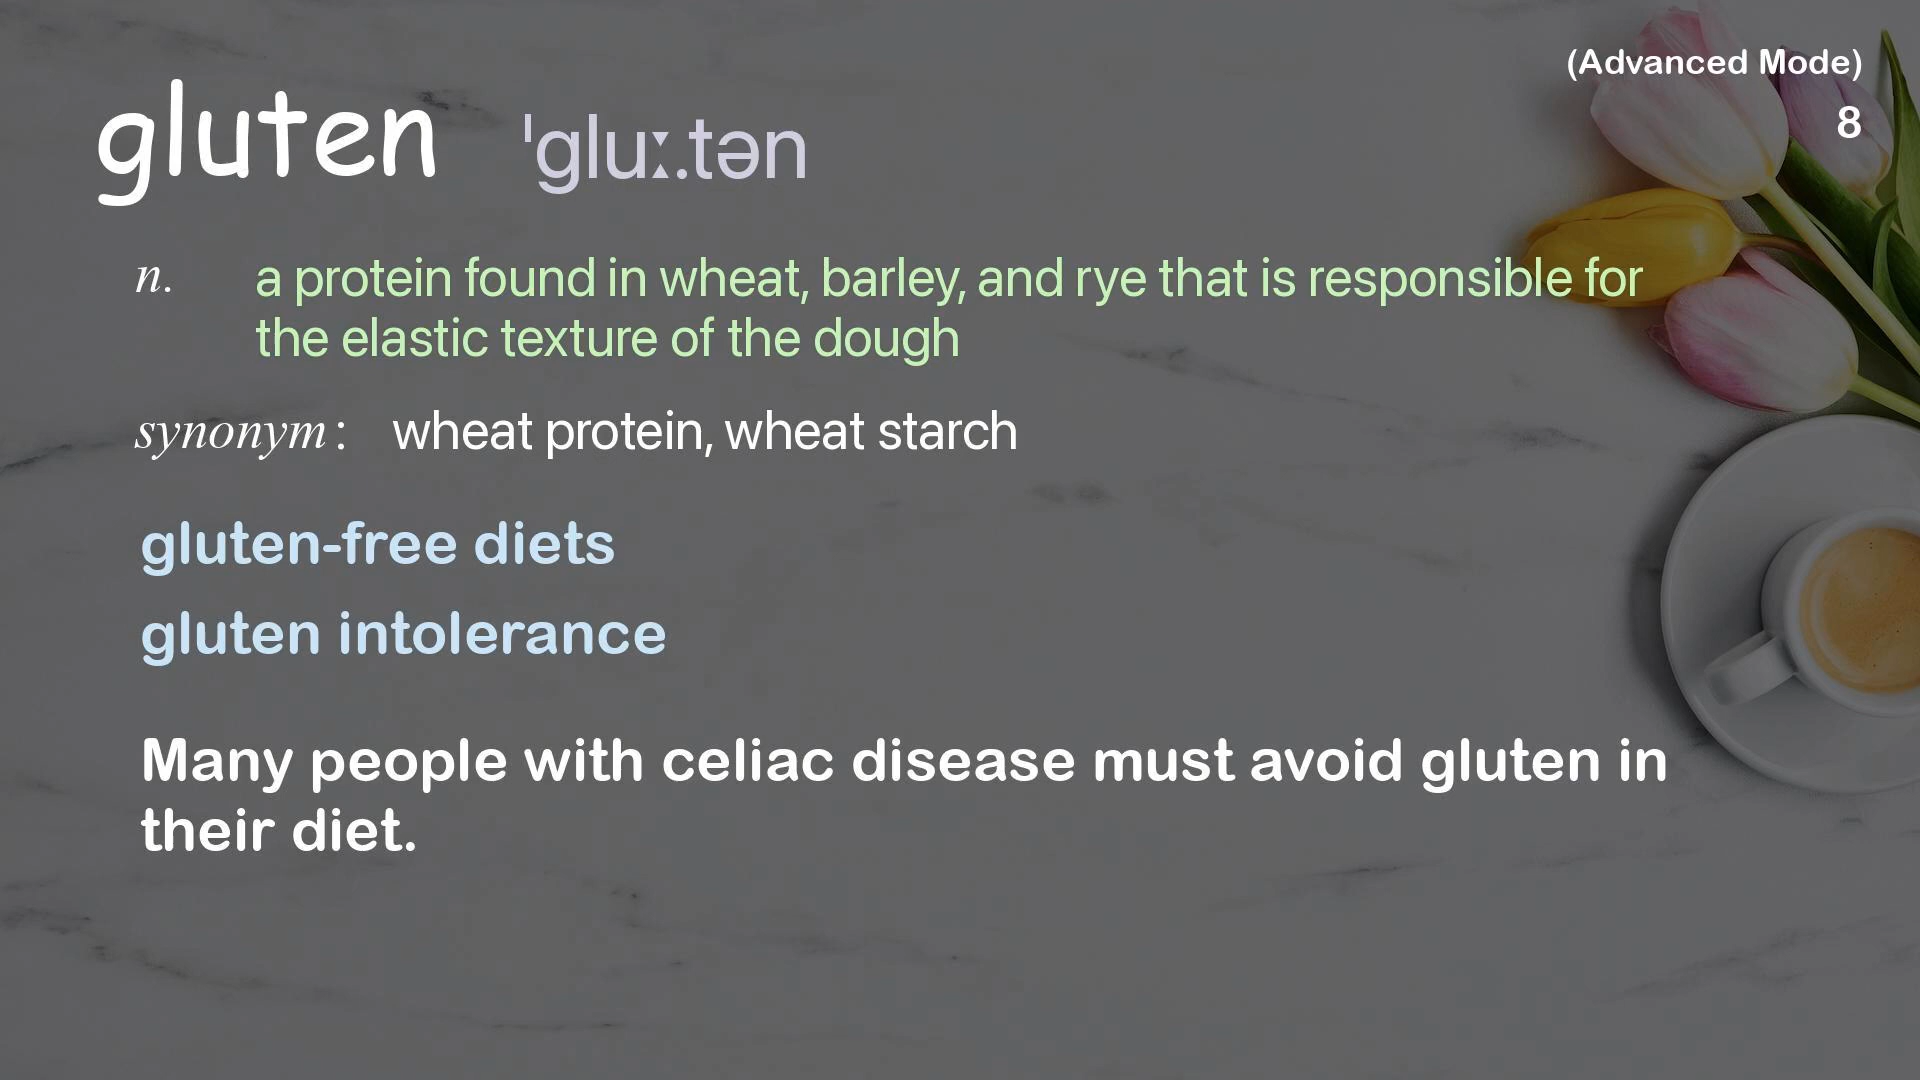 (Advanced Mode)
8
gluten ˈgluː.tən
n. a protein found in wheat, barley, and rye that is responsible for
the elastic texture of the dough
synonym: wheat protein, wheat starch
gluten-free diets
gluten intolerance
Many people with celiac disease must avoid gluten in
their diet.